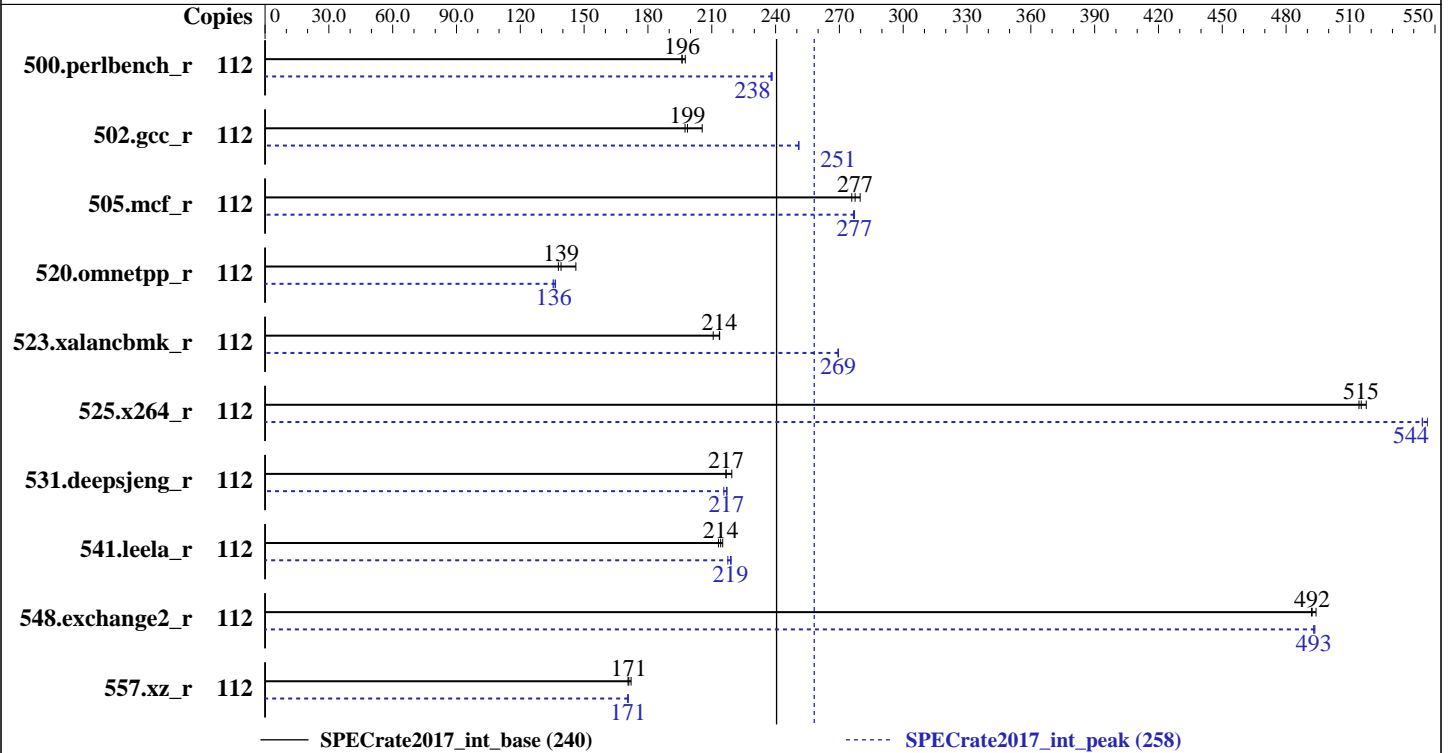 Copies 0 30.0 60.0 90.0 120 150 180 210 240 270 300 330 360 390 420 450 480 510 550
196
500.perlbench_r 112
238
199
502.gcc_r 112
251
277
505.mcf_r 112
277
139
520.omnetpp_r 112
136
214
523.xalancbmk_r 112
269
515
525.x264_r 112
544
217
531.deepsjeng_r 112
217
214
541.leela_r 112
219
492
548.exchange2_r 112
493
171
557.xz_r 112
171
SPECrate2017_int_base (240) SPECrate2017_int_peak (258)